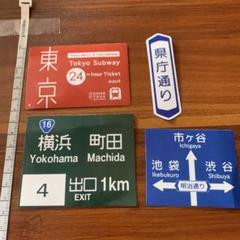 東京
Tokyo Subway
24-hour Ticket
Adult
県庁通り
16
横浜 町田
Yokohama Machida
4 出口 1km
EXIT
市ヶ谷
Ichigaya
池袋 渋谷
Ikebukuro Shibuya
明治通り